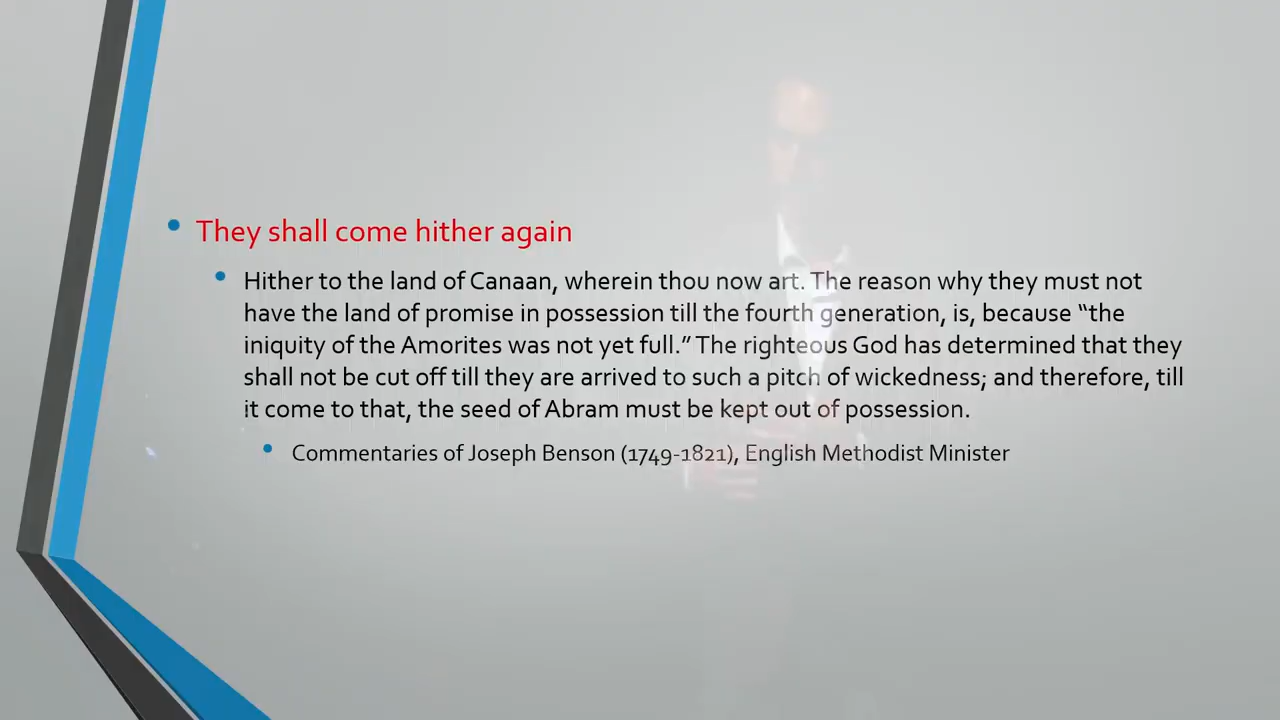 They shall come hither again
Hither to the land of Canaan, wherein thou now art. The reason why they must not
have the land of promise in possession till the fourth generation, is, because “the
iniquity of the Amorites was not yet full.” The righteous God has determined that they
shall not be cut off till they are arrived to such a pitch of wickedness; and therefore, till
it come to that, the seed of Abram must be kept out of possession.
Commentaries of Joseph Benson (1749-1821), English Methodist Minister